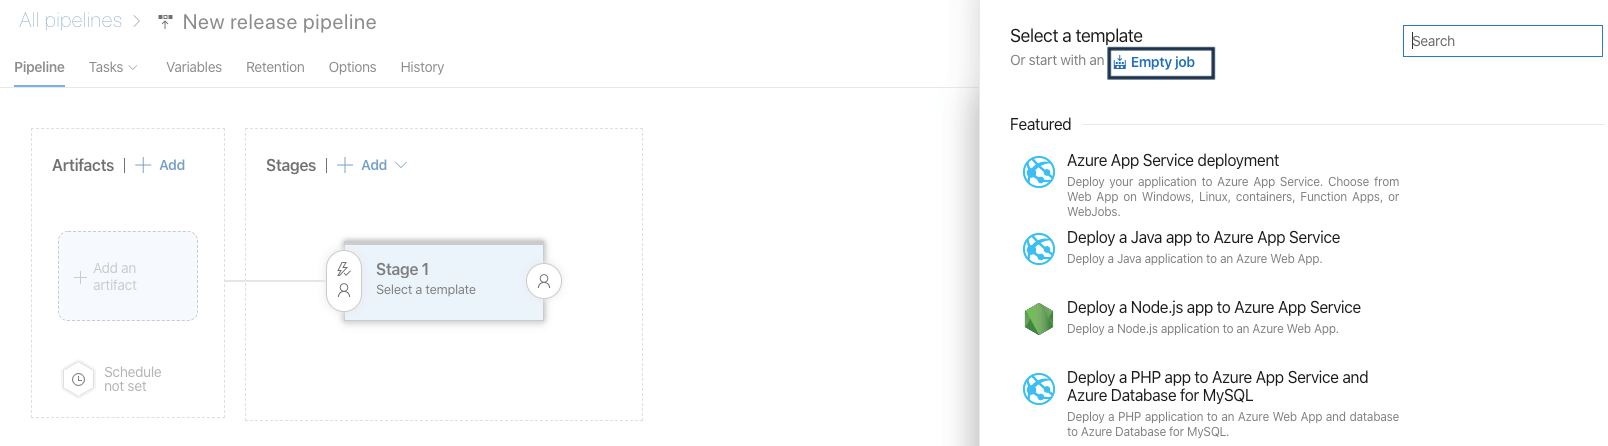 All pipelines > New release pipeline
Pipeline Tasks Variables Retention Options History
Artifacts | + Add
Stages | + Add
+ Add an
artifact
Schedule
not set
Stage 1
Select a template
Select a template
Search
Or start with an Empty job
Featured
Azure App Service deployment
Deploy your application to Azure App Service. Choose from
Web App on Windows, Linux, containers, Function Apps, or
WebJobs.
Deploy a Java app to Azure App Service
Deploy a Java application to an Azure Web App.
Deploy a Node.js app to Azure App Service
Deploy a Node.js application to an Azure Web App.
Deploy a PHP app to Azure App Service and
Azure Database for MySQL
Deploy a PHP application to an Azure Web App and database
to Azure Database for MySQL.